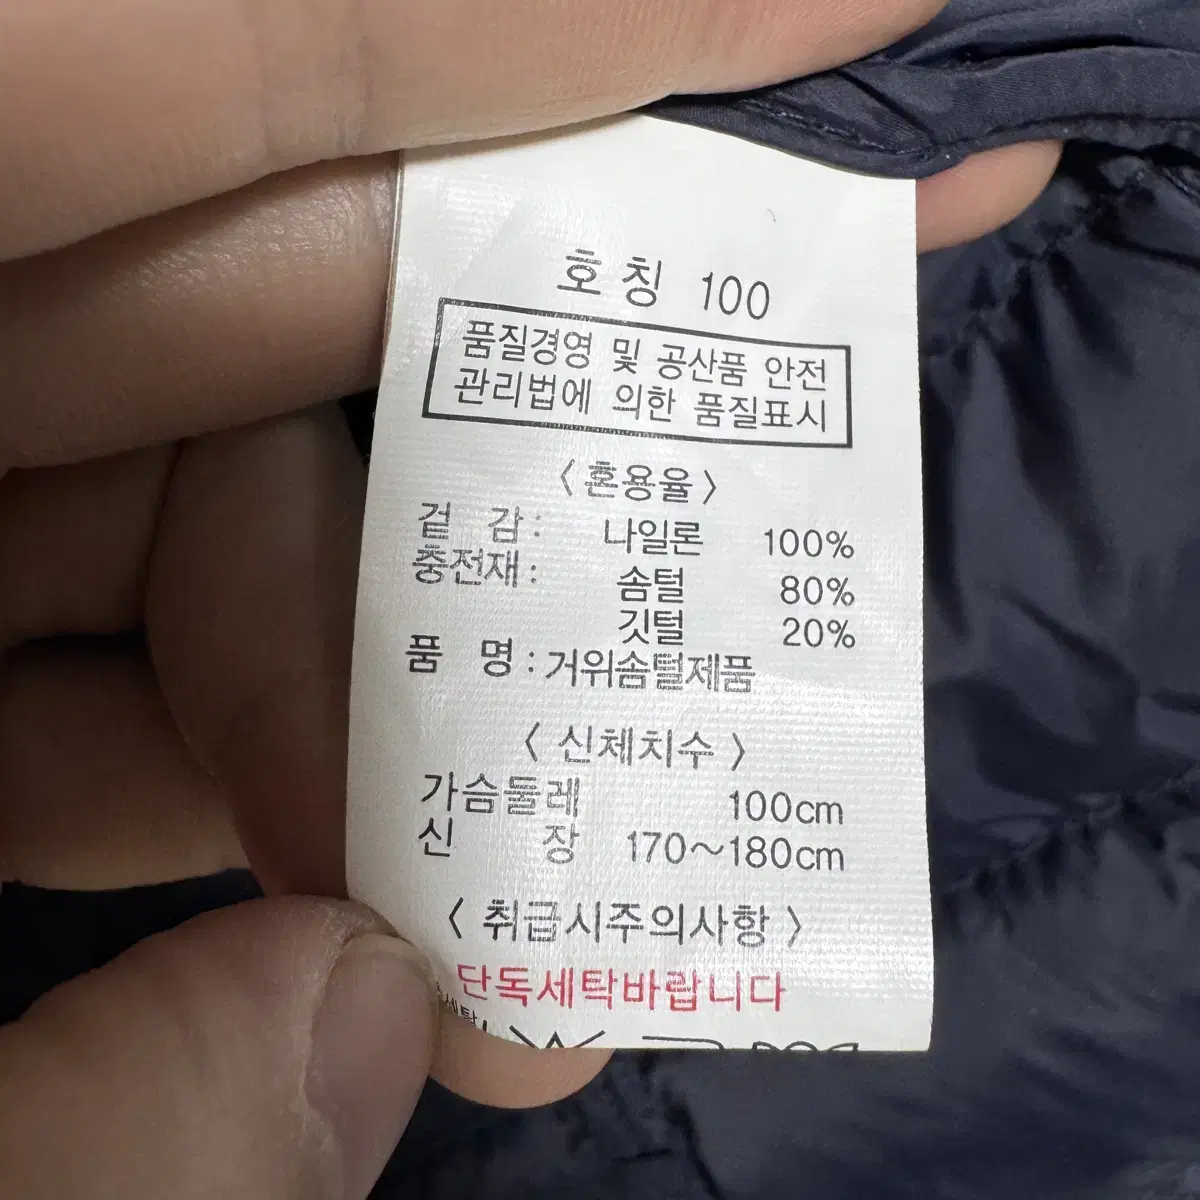 호 칭 100
품질경영 및 공산품 안전
관리법에 의한 품질표시
〈 혼용율 〉
겉 감 : 나일론 100%
충전재 : 솜털 80%
깃털 20%
품 명 : 거위솜털제품
〈 신체치수 〉
가슴둘레 100cm
신 장 170~180cm
〈 취급시주의사항 〉
단독세탁바랍니다